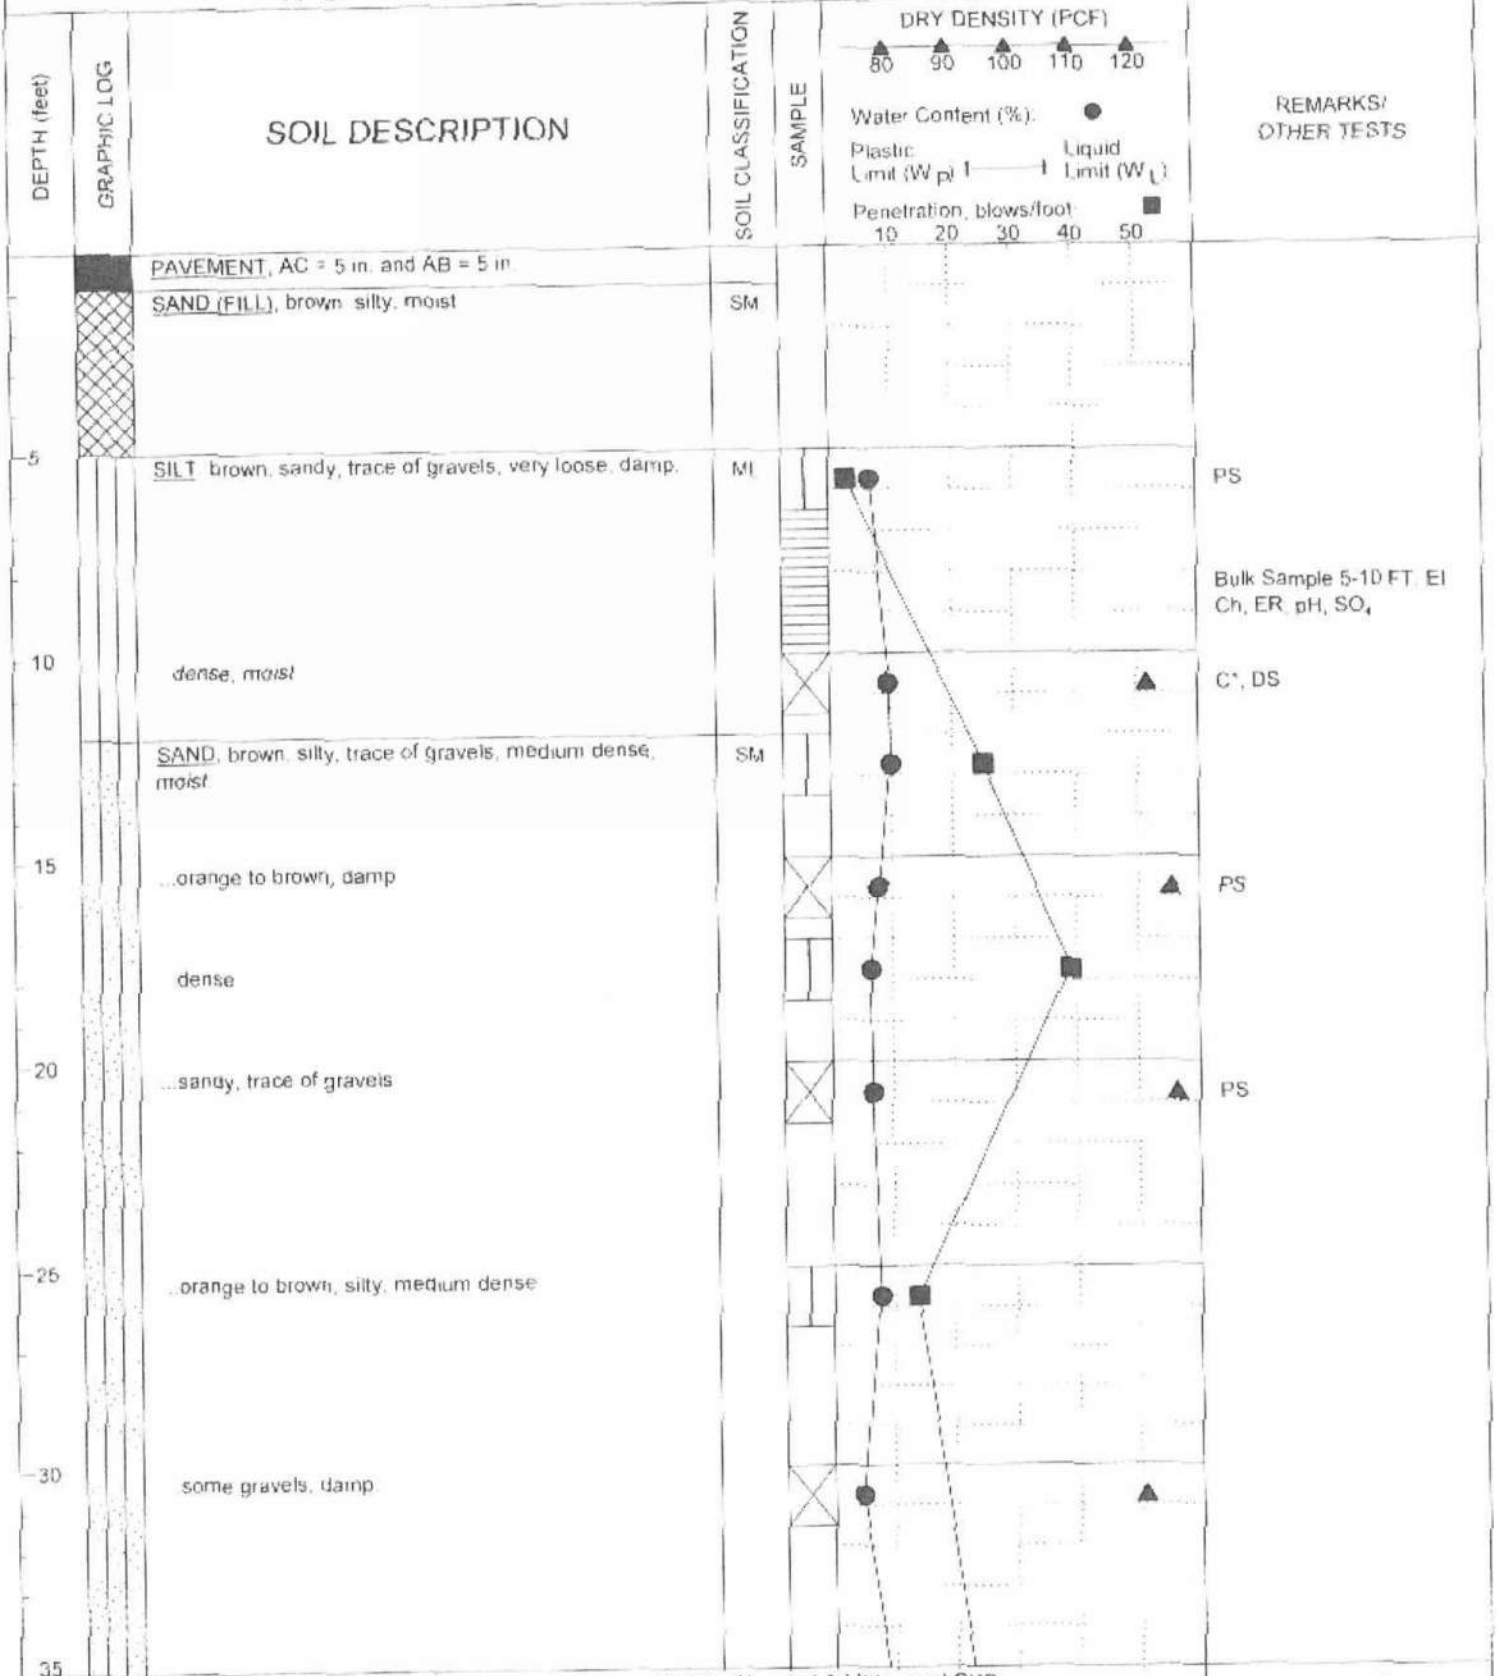 DEPTH (feet)
GRAPHIC LOG
SOIL DESCRIPTION
SOIL CLASSIFICATION
SAMPLE
DRY DENSITY (PCF)
80 90 100 110 120
Water Content (%):
Plastic Liquid
Limit (W P) Limit (W L)
Penetration, blows/foot
10 20 30 40 50
REMARKS/
OTHER TESTS
PAVEMENT, AC = 5 in. and AB = 5 in
SAND (FILL), brown silty, moist SM
5 SILT brown, sandy, trace of gravels, very loose, damp. ML PS
Bulk Sample 5-10 FT. EI
Ch, ER, pH, SO4
10 dense, moist C*, DS
SAND, brown silty, trace of gravels, medium dense, SM
moist
15 ...orange to brown, damp PS
dense
20 ...sandy, trace of gravels PS
25 ...orange to brown, silty, medium dense
30 some gravels, damp
35